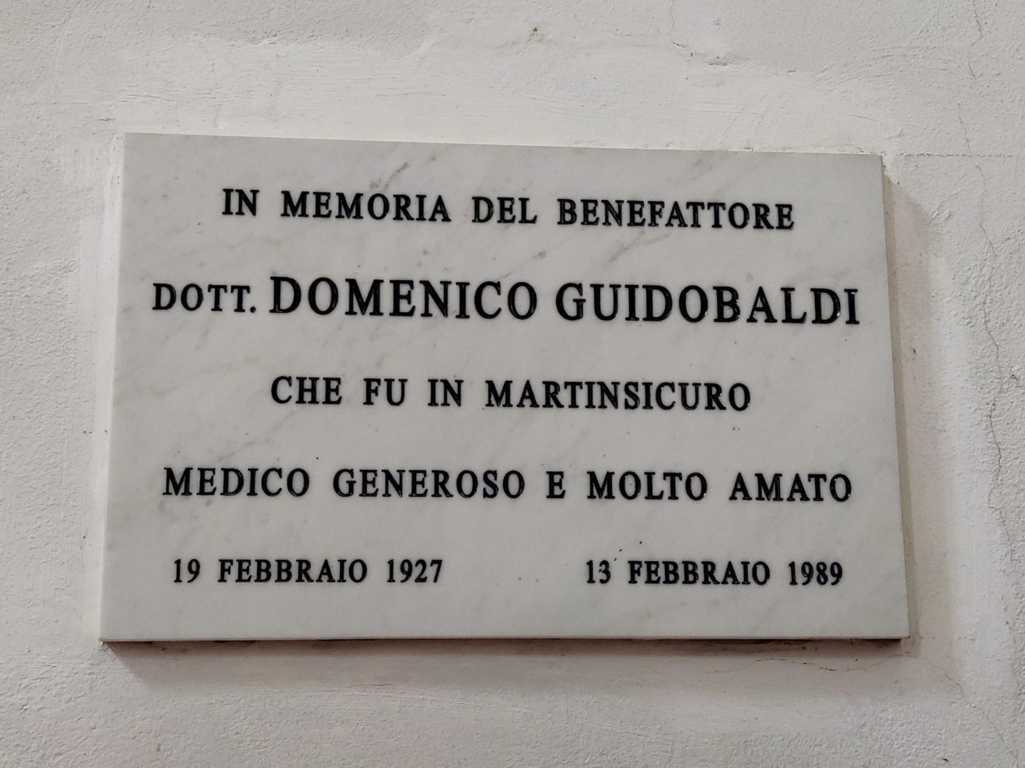 IN MEMORIA DEL BENEFATTORE
DOTT. DOMENICO GUIDOBALDI
CHE FU IN MARTINSICURO
MEDICO GENEROSO E MOLTO AMATO
19 FEBBRAIO 1927 13 FEBBRAIO 1989